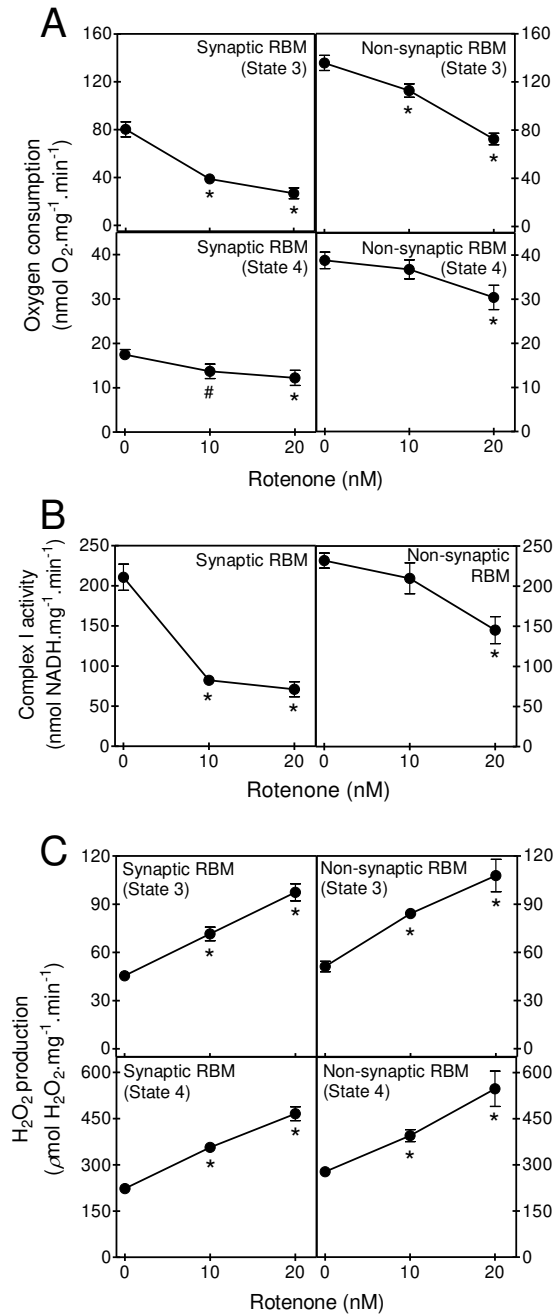 A
Oxygen consumption
(nmol O₂.mg⁻¹.min⁻¹)
160
120
80
40
0
Synaptic RBM
(State 3)
*
*
Non-synaptic RBM
(State 3)
*
*
160
120
80
40
0
40
30
20
10
0
Synaptic RBM
(State 4)
#
*
Non-synaptic RBM
(State 4)
*
40
30
20
10
0
0 10 20 0 10 20
Rotenone (nM)
B
Complex I activity
(nmol NADH.mg⁻¹.min⁻¹)
250
200
150
100
50
0
Synaptic RBM
*
*
Non-synaptic
RBM
*
250
200
150
100
50
0
0 10 20 0 10 20
Rotenone (nM)
C
H₂O₂ production
(ρmol H₂O₂.mg⁻¹.min⁻¹)
120
90
60
30
0
Synaptic RBM
(State 3)
*
*
Non-synaptic RBM
(State 3)
*
*
120
90
60
30
0
600
450
300
150
0
Synaptic RBM
(State 4)
*
*
Non-synaptic RBM
(State 4)
*
*
600
450
300
150
0
0 10 20 0 10 20
Rotenone (nM)